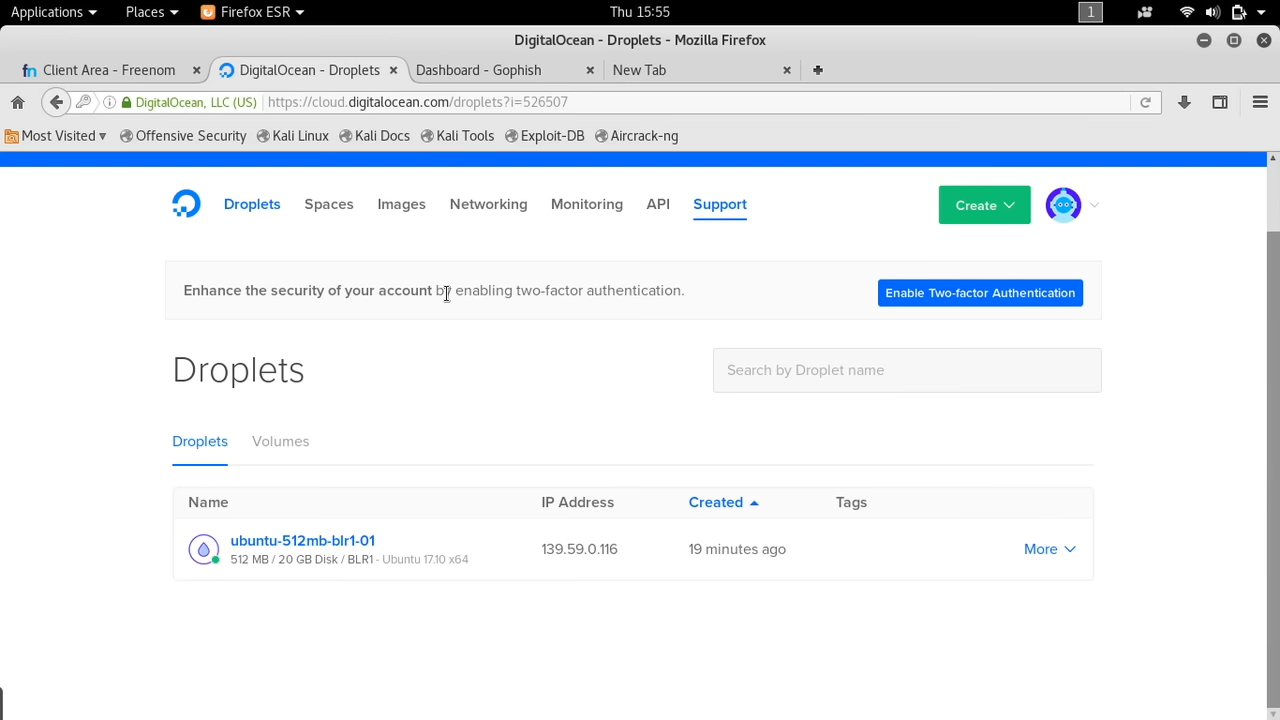 Applications Places Firefox ESR Thu 15:55 1
DigitalOcean - Droplets - Mozilla Firefox
fn Client Area - Freenom DigitalOcean - Droplets Dashboard - Gophish New Tab
DigitalOcean, LLC (US) https://cloud.digitalocean.com/droplets?i=526507
Most Visited Offensive Security Kali Linux Kali Docs Kali Tools Exploit-DB Aircrack-ng
Droplets Spaces Images Networking Monitoring API Support Create
Enhance the security of your account by enabling two-factor authentication. Enable Two-factor Authentication
Droplets Search by Droplet name
Droplets Volumes
Name IP Address Created Tags
ubuntu-512mb-blr1-01
139.59.0.116 19 minutes ago More
512 MB / 20 GB Disk / BLR1 - Ubuntu 17.10 x64